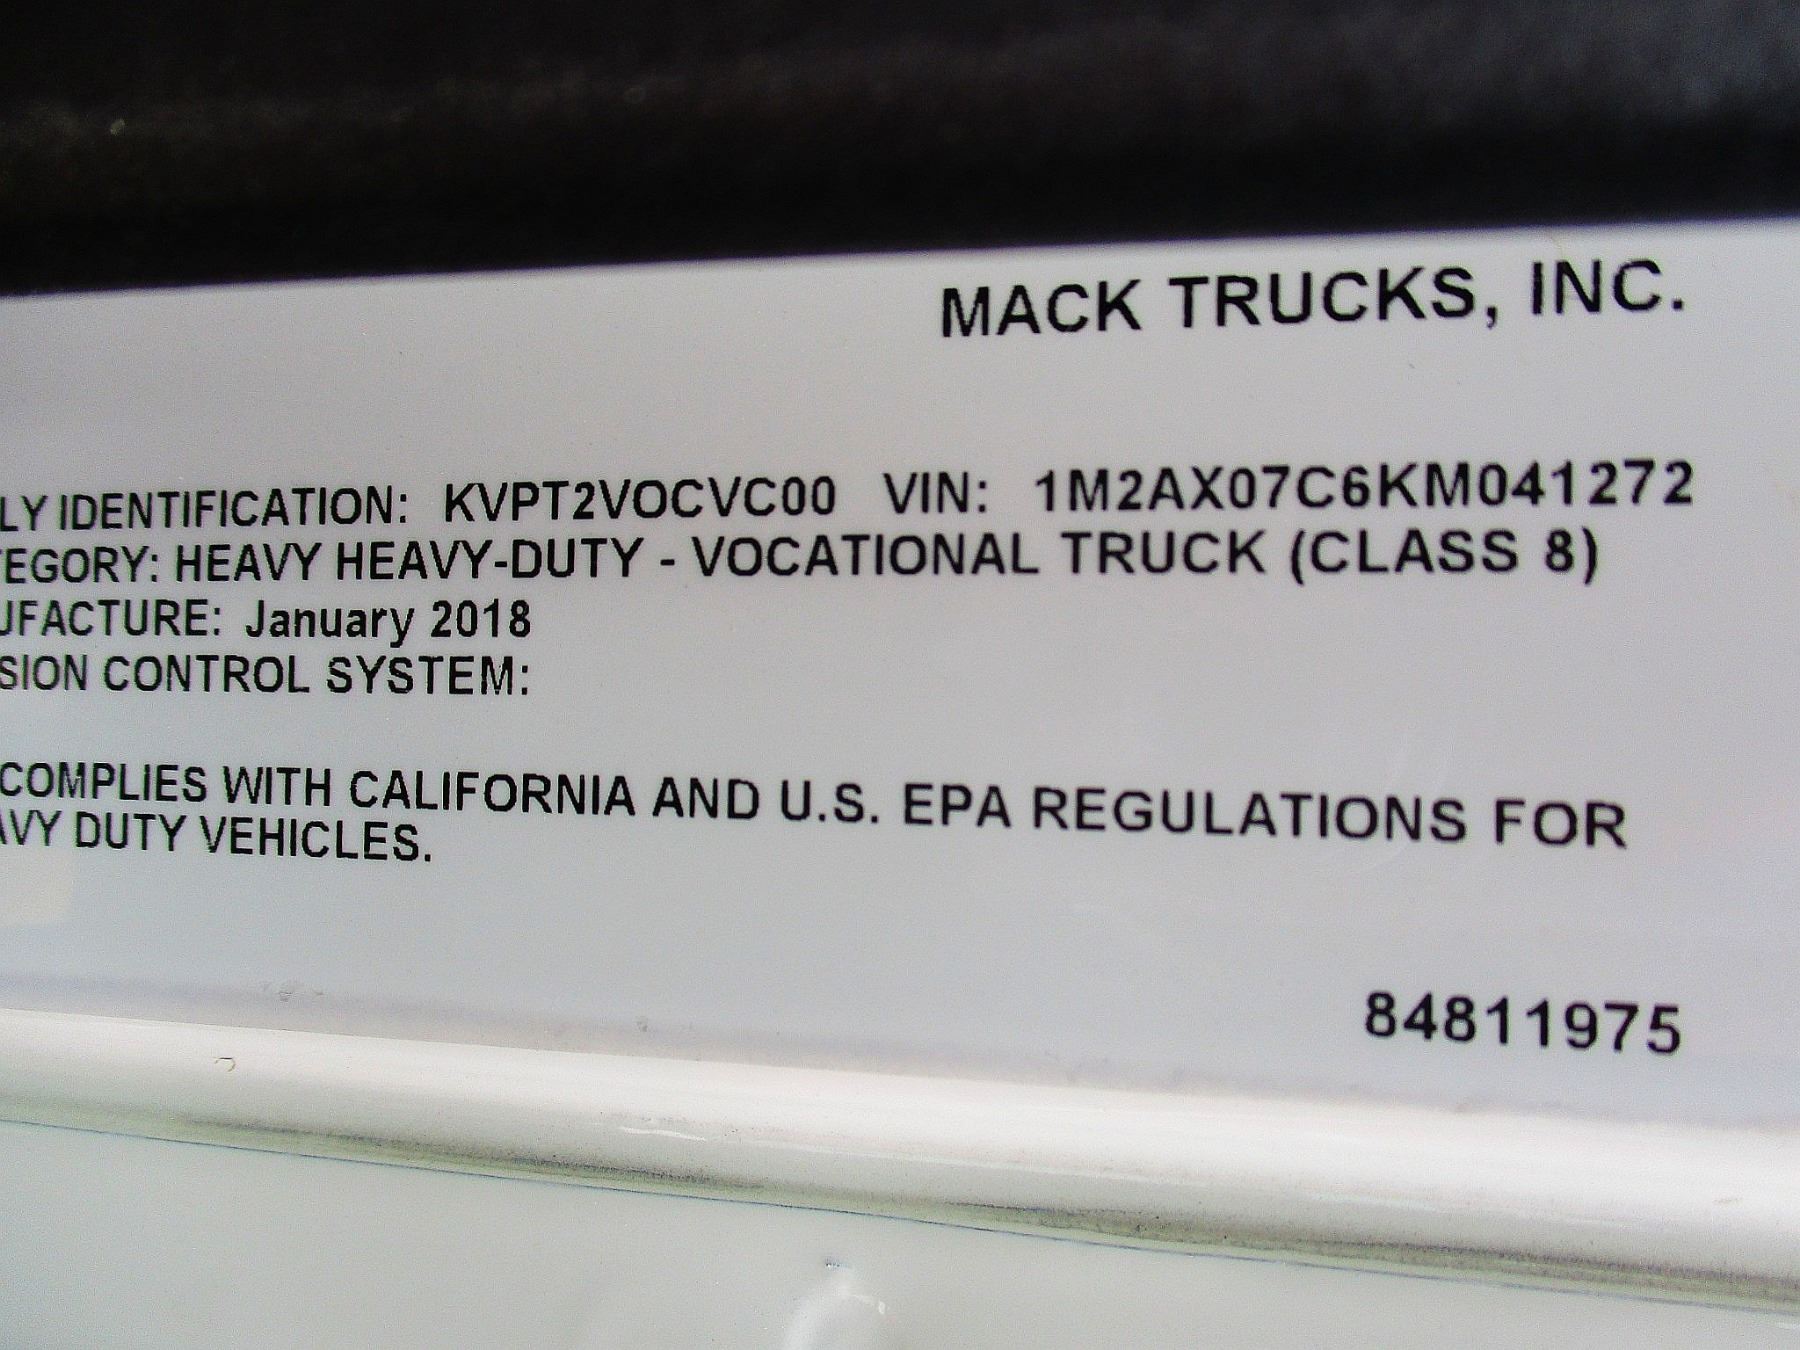 MACK TRUCKS, INC.
LY IDENTIFICATION: KVPT2VOCVC00 VIN: 1M2AX07C6KM041272
TEGORY: HEAVY HEAVY-DUTY - VOCATIONAL TRUCK (CLASS 8)
UFACTURE: January 2018
SION CONTROL SYSTEM:
COMPLIES WITH CALIFORNIA AND U.S. EPA REGULATIONS FOR
AVY DUTY VEHICLES.
84811975